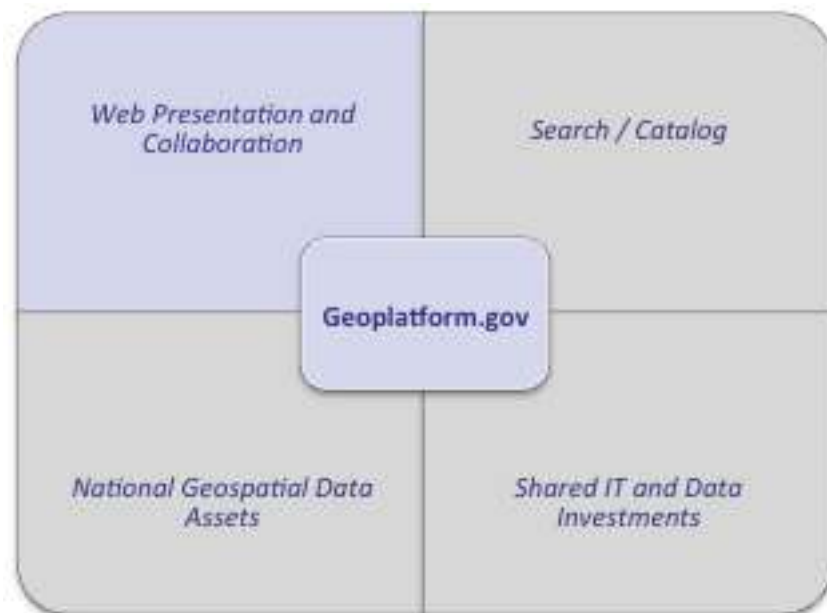 Web Presentation and
Collaboration
Search / Catalog
Geoplatform.gov
National Geospatial Data
Assets
Shared IT and Data
Investments